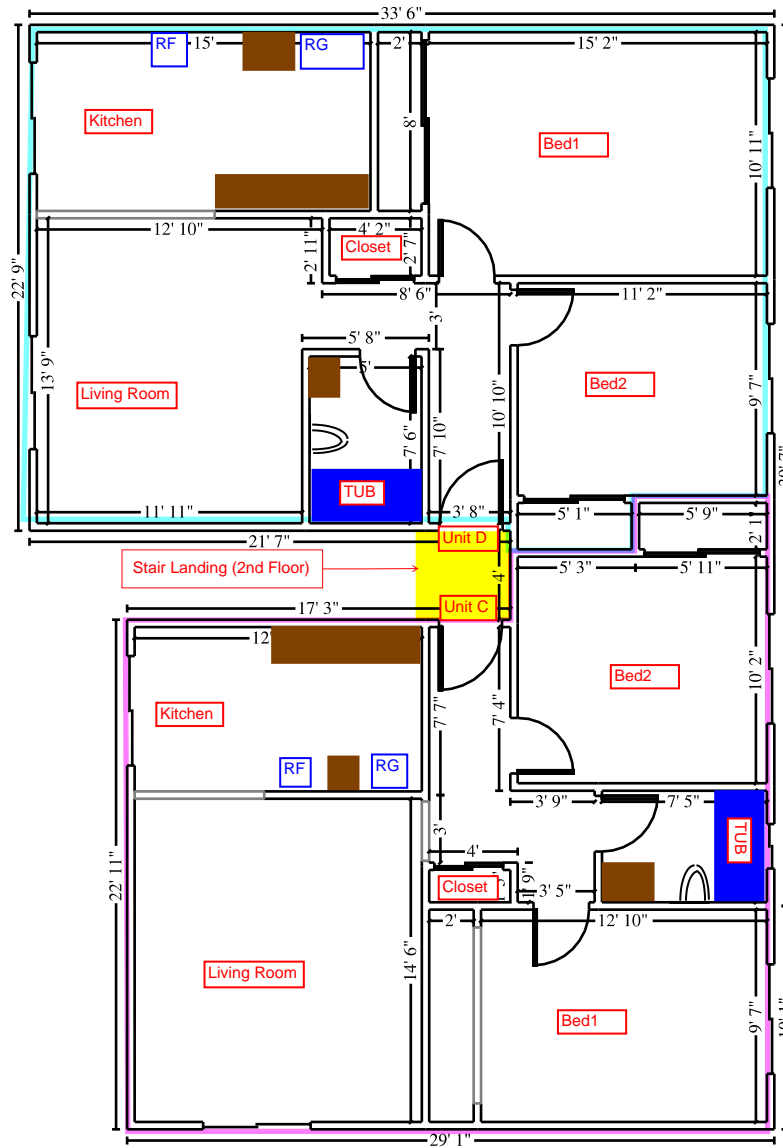 33' 6"
RF
15'
RG
2'
15' 2"
Kitchen
8'
Bed1
10' 11"
12' 10"
4' 2"
2' 11"
Closet
2' 7"
22' 9"
8' 6"
11' 2"
3'
5' 8"
5'
13' 9"
Living Room
Bed2
9' 7"
10' 10"
7' 6"
7' 10"
TUB
11' 11"
3' 8"
5' 1"
5' 9"
21' 7"
Unit D
Stair Landing (2nd Floor)
4'
5' 3"
5' 11"
17' 3"
Unit C
12'
Bed2
10' 2"
Kitchen
7' 7"
7' 4"
RF
RG
3' 9"
7' 5"
3'
TUB
4'
22' 11"
Closet
1' 9"
3' 5"
2'
12' 10"
Living Room
14' 6"
Bed1
9' 7"
29' 1"